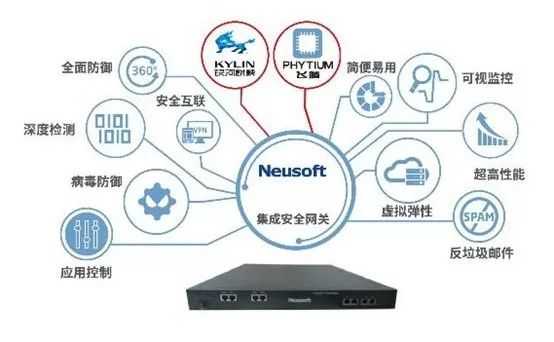 KYLIN
银河麒麟
PHYTIUM
飞腾
全面防御
360°
简便易用
可视监控
安全互联
VPN
深度检测
0101
1010
超高性能
Neusoft
集成安全网关
病毒防御
虚拟弹性
SPAM
反垃圾邮件
应用控制
Neusoft